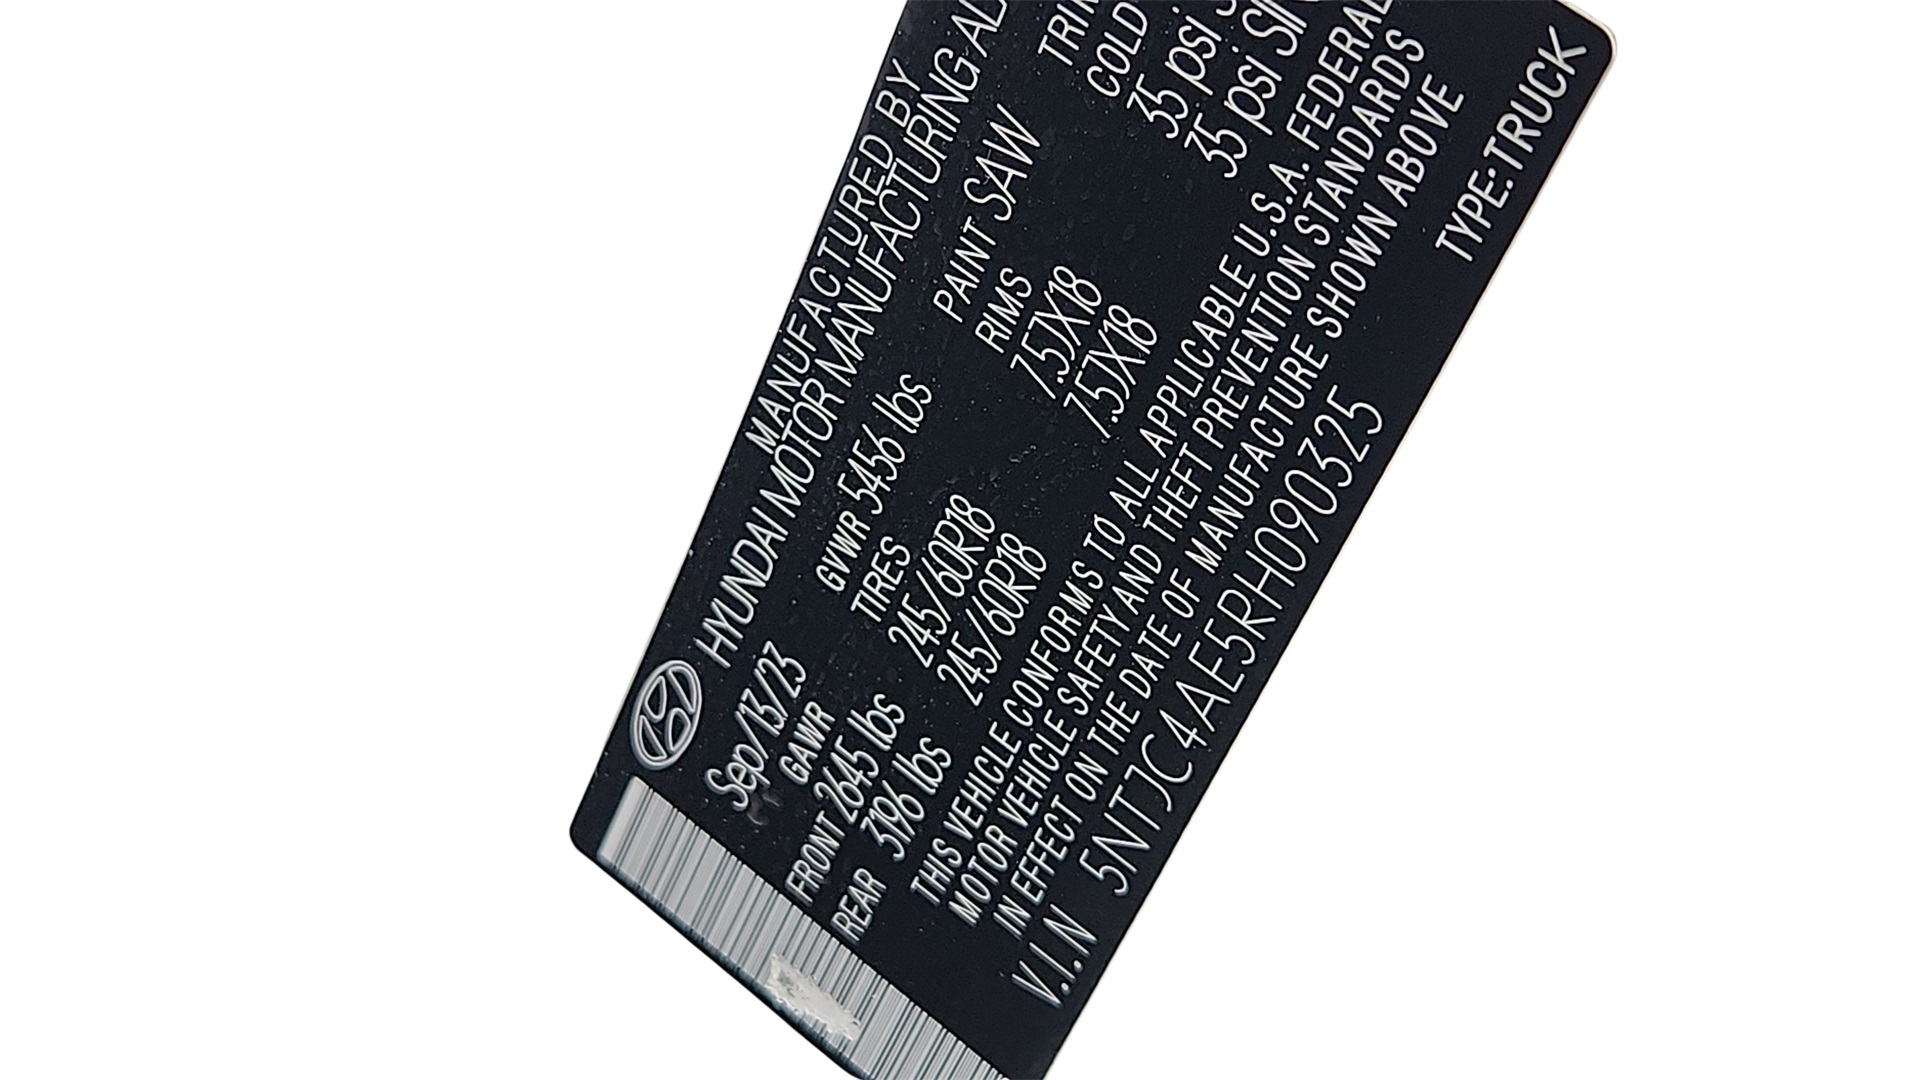 MANUFACTURED BY
HYUNDAI MOTOR MANUFACTURING
Sep/13/23 GVWR 5456 lbs PAINT SAW
GAWR TIRES RIMS COLD
FRONT 2645 lbs 245/60R18 7.5JX18 35 psi
REAR 3196 lbs 245/60R18 7.5JX18 35 psi
THIS VEHICLE CONFORMS TO ALL APPLICABLE U.S.A. FEDERAL
MOTOR VEHICLE SAFETY AND THEFT PREVENTION STANDARDS
IN EFFECT ON THE DATE OF MANUFACTURE SHOWN ABOVE
V.I.N 5NTJC4AE5RH090325
TYPE:TRUCK